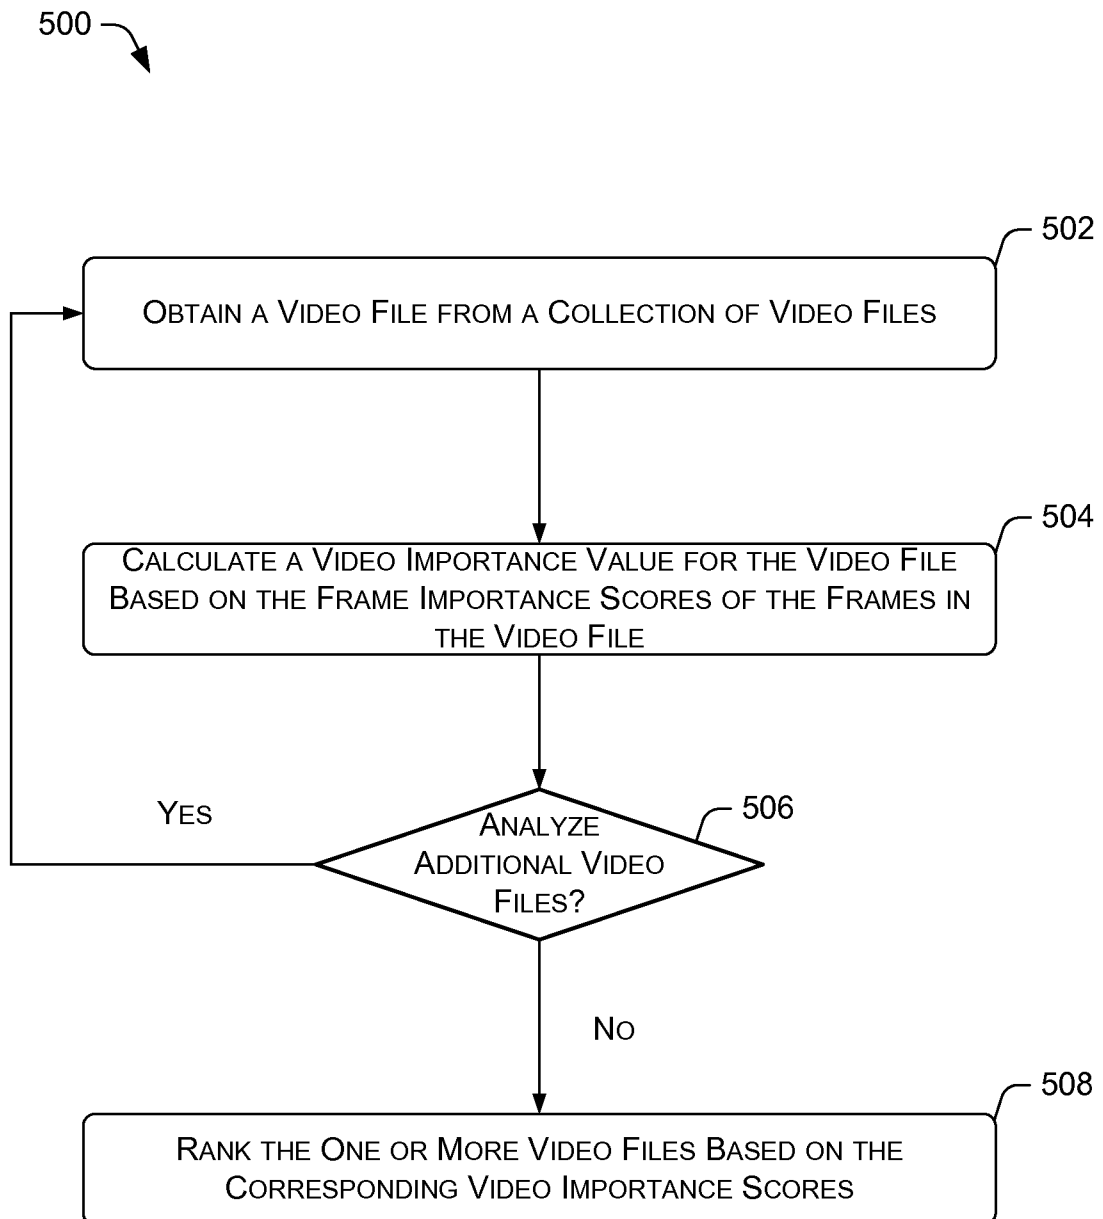 500
502
OBTAIN A VIDEO FILE FROM A COLLECTION OF VIDEO FILES
504
CALCULATE A VIDEO IMPORTANCE VALUE FOR THE VIDEO FILE
BASED ON THE FRAME IMPORTANCE SCORES OF THE FRAMES IN
THE VIDEO FILE
YES
506
ANALYZE
ADDITIONAL VIDEO
FILES?
NO
508
RANK THE ONE OR MORE VIDEO FILES BASED ON THE
CORRESPONDING VIDEO IMPORTANCE SCORES